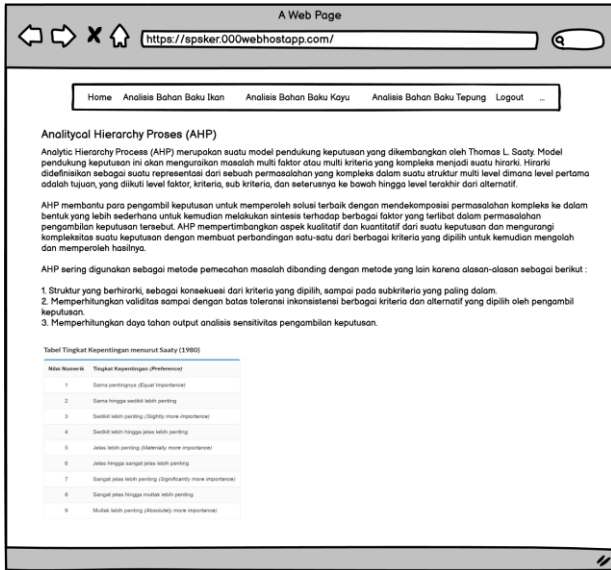 A Web Page
https://spsker.000webhostapp.com/
Home Analisis Bahan Baku Ikan Analisis Bahan Baku Kayu Analisis Bahan Baku Tepung Logout ...
Analitycal Hierarchy Proses (AHP)
Analytic Hierarchy Process (AHP) merupakan suatu model pendukung keputusan yang dikembangkan oleh Thomas L. Saaty. Model
pendukung keputusan ini akan menguraikan masalah multi faktor atau multi kriteria yang kompleks menjadi suatu hirarki. Hirarki
didefinisikan sebagai suatu representasi dari sebuah permasalahan yang kompleks dalam suatu struktur multi level dimana level pertama
adalah tujuan, yang diikuti level faktor, kriteria, sub kriteria, dan seterusnya ke bawah hingga level terakhir dari alternatif.
AHP membantu para pengambil keputusan untuk memperoleh solusi terbaik dengan mendekomposisi permasalahan kompleks ke dalam
bentuk yang lebih sederhana untuk kemudian melakukan sintesis terhadap berbagai faktor yang terlibat dalam permasalahan
pengambilan keputusan tersebut. AHP mempertimbangkan aspek kualitatif dan kuantitatif dari suatu keputusan dan mengurangi
kompleksitas suatu keputusan dengan membuat perbandingan satu-satu dari berbagai kriteria yang dipilih untuk kemudian mengolah
dan memperoleh hasilnya.
AHP sering digunakan sebagai metode pemecahan masalah dibanding dengan metode yang lain karena alasan-alasan sebagai berikut :
1. Struktur yang berhirarki, sebagai konsekuesi dari kriteria yang dipilih, sampai pada subkriteria yang paling dalam.
2. Memperhitungkan validitas sampai dengan batas toleransi inkonsistensi berbagai kriteria dan alternatif yang dipilih oleh pengambil
keputusan.
3. Memperhitungkan daya tahan output analisis sensitivitas pengambilan keputusan.
Tabel Tingkat Kepentingan menurut Saaty (1980)
Nilai Numerik Tingkat Kepentingan (Preference)
1 Sama pentingnya (Equal Importance)
2 Sama hingga sedikit lebih penting
3 Sedikit lebih penting (Slightly more importance)
4 Sedikit lebih hingga jelas lebih penting
5 Jelas lebih penting (Materially more importance)
6 Jelas hingga sangat jelas lebih penting
7 Sangat jelas lebih penting (Significantly more importance)
8 Sangat jelas hingga mutlak lebih penting
9 Mutlak lebih penting (Absolutely more importance)